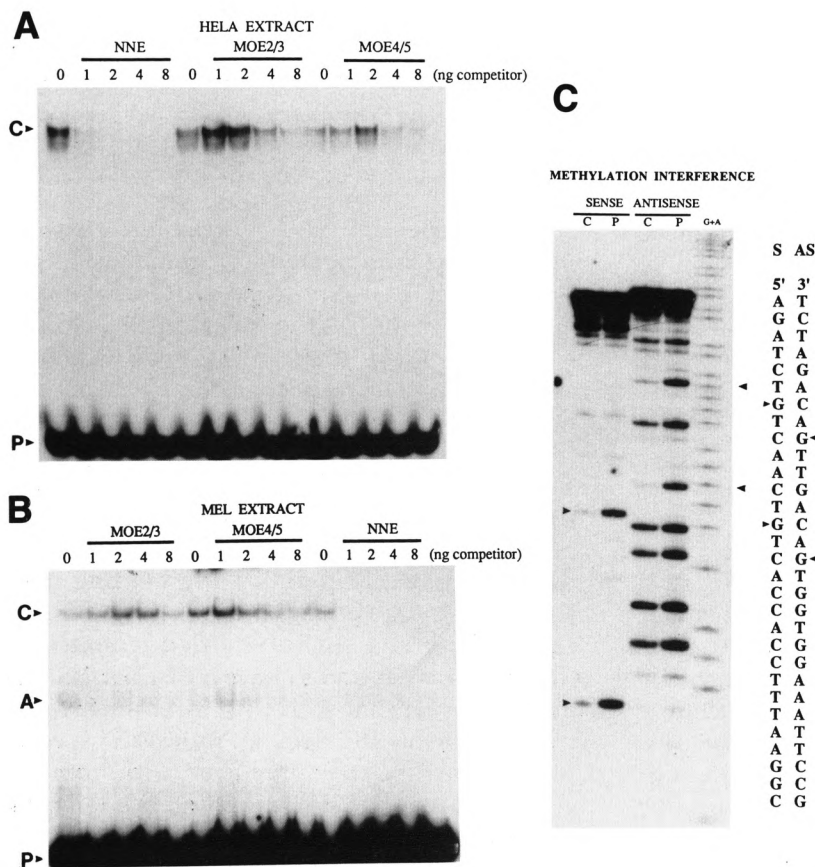 A
HELA EXTRACT
NNE MOE2/3 MOE4/5
0 1 2 4 8 0 1 2 4 8 0 1 2 4 8 (ng competitor)
C►
P►
B
MEL EXTRACT
MOE2/3 MOE4/5 NNE
0 1 2 4 8 0 1 2 4 8 0 1 2 4 8 (ng competitor)
C►
A►
P►
C
METHYLATION INTERFERENCE
SENSE ANTISENSE
C P C P G+A
S AS
5' 3'
A T
G C
A T
T A
C G
T A
►G C
T A
C G◄
A T
A T
C G
T A
►G C
T A
C G◄
A T
C G
C G
A T
C G
C G
T A
T A
T A
A T
A T
G C
G C
C G